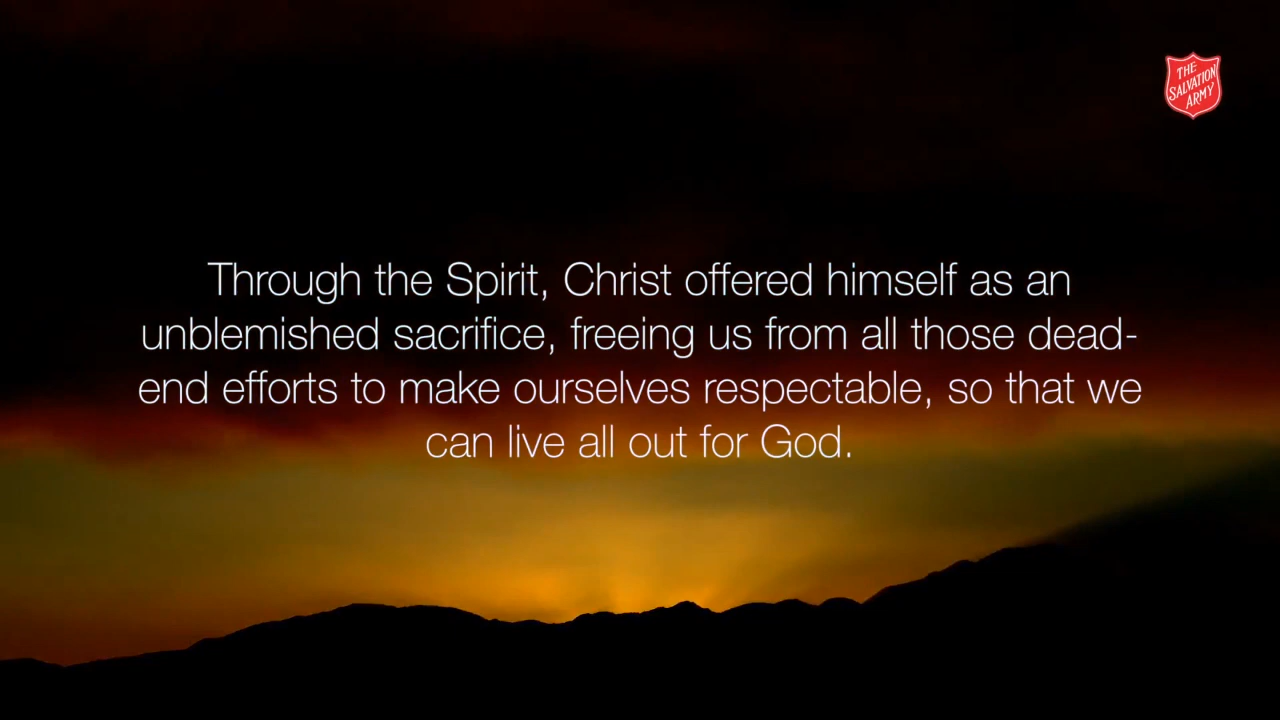 THE
SALVATION
ARMY
Through the Spirit, Christ offered himself as an
unblemished sacrifice, freeing us from all those dead-
end efforts to make ourselves respectable, so that we
can live all out for God.